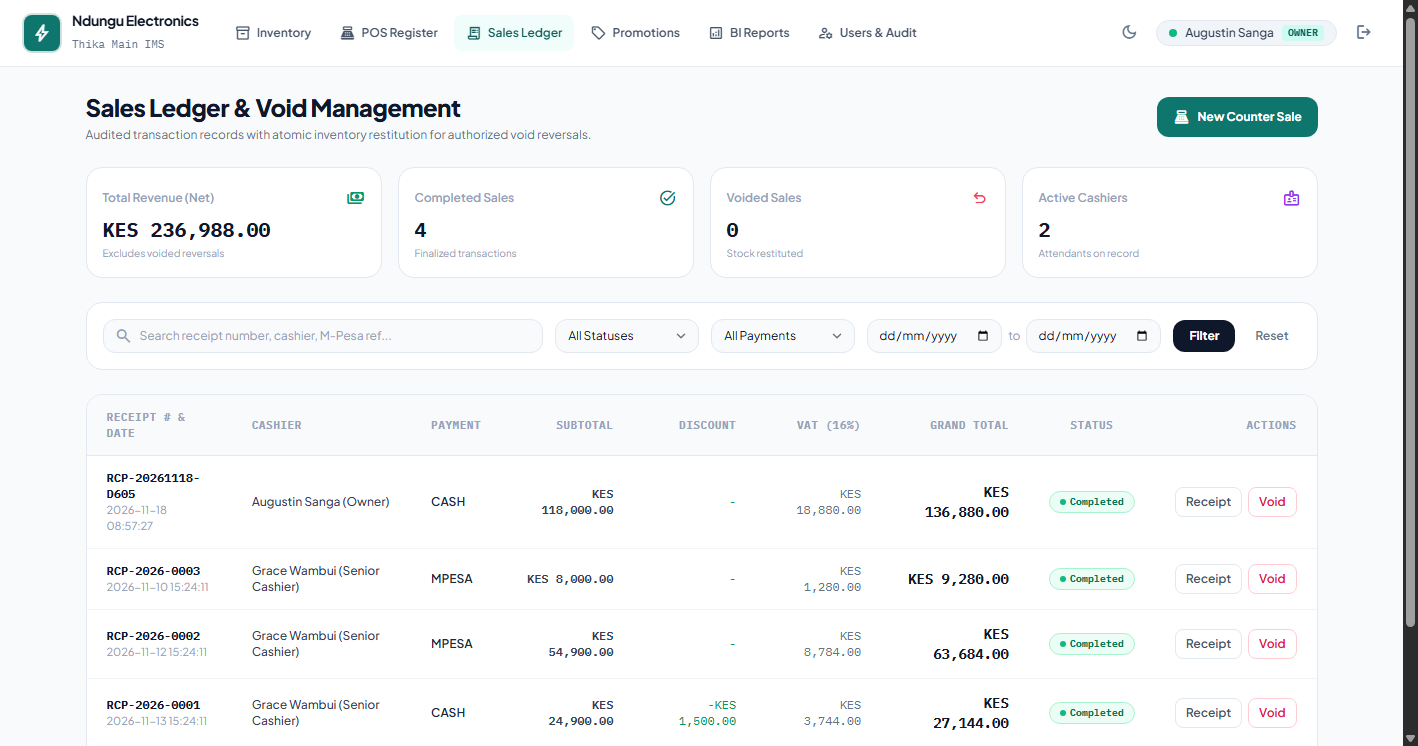 Ndungu Electronics
Thika Main IMS
Inventory
POS Register
Sales Ledger
Promotions
BI Reports
Users & Audit
Augustin Sanga OWNER
Sales Ledger & Void Management
Audited transaction records with atomic inventory restitution for authorized void reversals.
New Counter Sale
Total Revenue (Net)
KES 236,988.00
Excludes voided reversals
Completed Sales
4
Finalized transactions
Voided Sales
0
Stock restituted
Active Cashiers
2
Attendants on record
Search receipt number, cashier, M-Pesa ref...
All Statuses
All Payments
dd/mm/yyyy
to
dd/mm/yyyy
Filter
Reset
RECEIPT # &
DATE
CASHIER
PAYMENT
SUBTOTAL
DISCOUNT
VAT (16%)
GRAND TOTAL
STATUS
ACTIONS
RCP-20261118-
D605
2026-11-18
08:57:27
Augustin Sanga (Owner)
CASH
KES
118,000.00
-
KES
18,880.00
KES
136,880.00
Completed
Receipt
Void
RCP-2026-0003
2026-11-10 15:24:11
Grace Wambui (Senior
Cashier)
MPESA
KES 8,000.00
-
KES
1,280.00
KES 9,280.00
Completed
Receipt
Void
RCP-2026-0002
2026-11-12 15:24:11
Grace Wambui (Senior
Cashier)
MPESA
KES
54,900.00
-
KES
8,784.00
KES
63,684.00
Completed
Receipt
Void
RCP-2026-0001
2026-11-13 15:24:11
Grace Wambui (Senior
Cashier)
CASH
KES
24,900.00
-KES
1,500.00
KES
3,744.00
KES
27,144.00
Completed
Receipt
Void